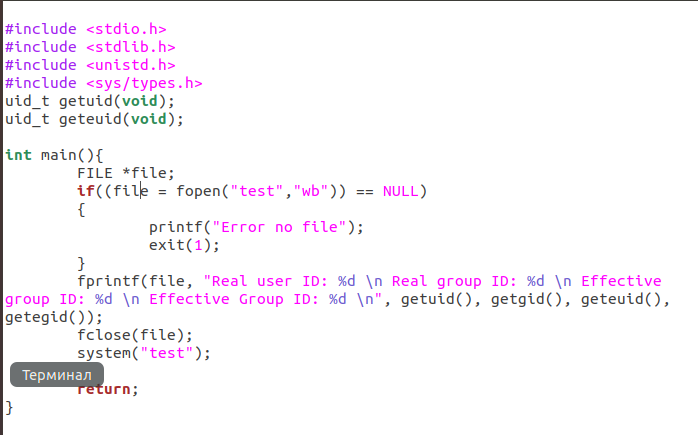 #include <stdio.h>
#include <stdlib.h>
#include <unistd.h>
#include <sys/types.h>
uid_t getuid(void);
uid_t geteuid(void);
int main(){
FILE *file;
if((file = fopen("test","wb")) == NULL)
{
printf("Error no file");
exit(1);
}
fprintf(file, "Real user ID: %d \n Real group ID: %d \n Effective
group ID: %d \n Effective Group ID: %d \n", getuid(), getgid(), geteuid(),
getegid());
fclose(file);
system("test");
Терминал
return;
}